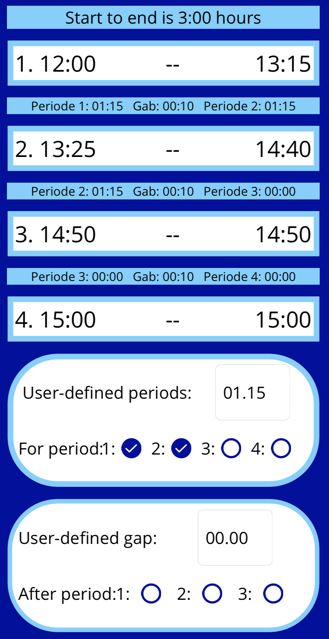 Start to end is 3:00 hours
1. 12:00 -- 13:15
Periode 1: 01:15 Gab: 00:10 Periode 2: 01:15
2. 13:25 -- 14:40
Periode 2: 01:15 Gab: 00:10 Periode 3: 00:00
3. 14:50 -- 14:50
Periode 3: 00:00 Gab: 00:10 Periode 4: 00:00
4. 15:00 -- 15:00
User-defined periods: 01.15
For period:1: 2: 3: 4:
User-defined gap: 00.00
After period:1: 2: 3: